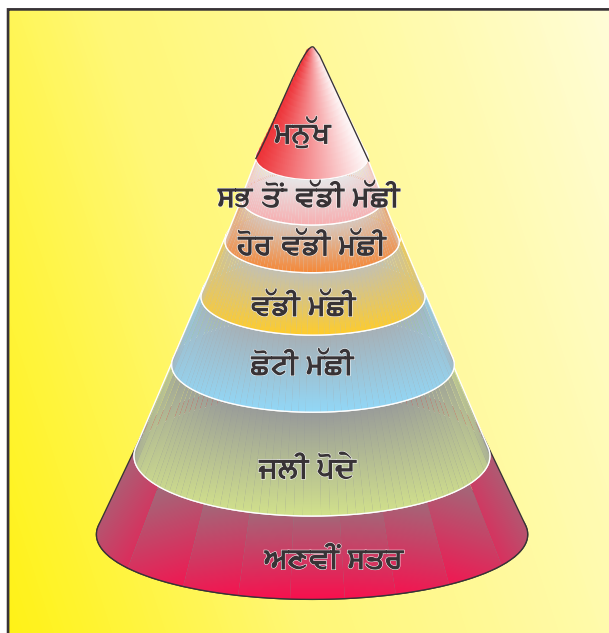 ਮਨੁੱਖ
ਸਭ ਤੋਂ ਵੱਡੀ ਮੱਛੀ
ਹੋਰ ਵੱਡੀ ਮੱਛੀ
ਵੱਡੀ ਮੱਛੀ
ਛੋਟੀ ਮੱਛੀ
ਜਲੀ ਪੋਦੇ
ਅਣਵੀਂ ਸਤਰ